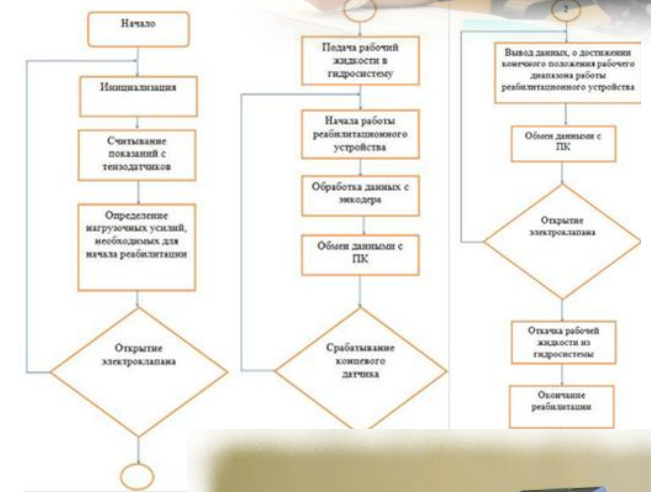 Начало
Инициализация
Считывание
показаний с
тензодатчиков
Определение
нагрузочных усилий,
необходимых для
начала реабилитации
Открытие
электроклапана
Подача рабочий
жидкости в
гидросистему
Начала работы
реабилитационного
устройства
Обработка данных с
энкодера
Обмен данными с
ПК
Срабатывание
концевого
датчика
2
Вывод данных, о достижении
конечного положения рабочего
диапазона работы
реабилитационного устройства
Обмен данными с
ПК
Открытие
электроклапана
Откачка рабочей
жидкости из
гидросистемы
Окончание
реабилитации